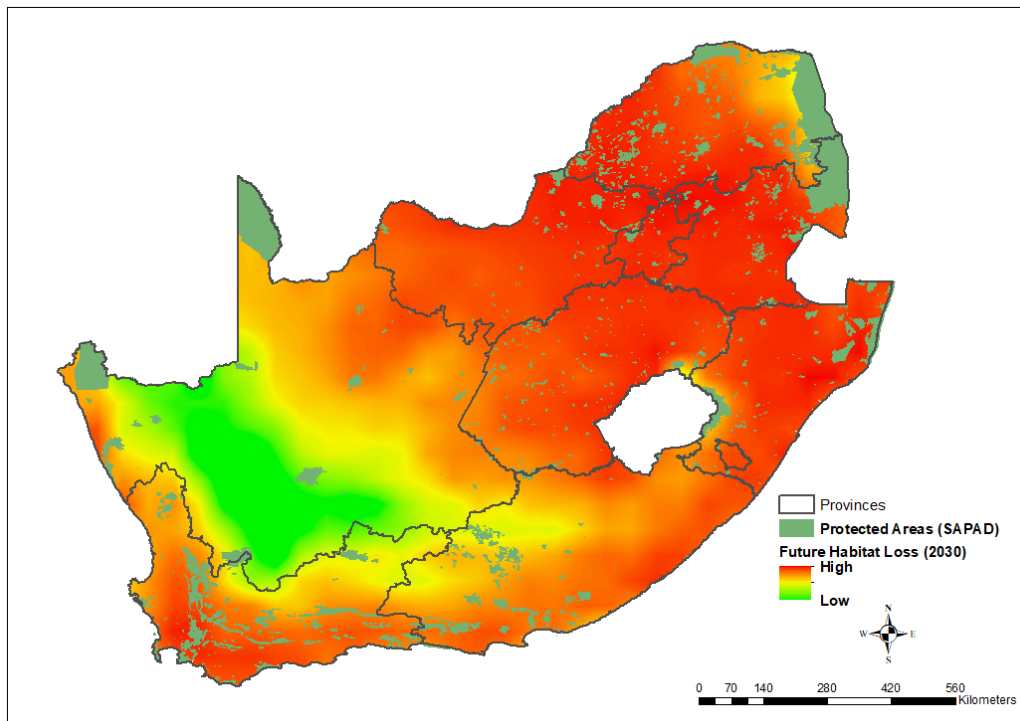 Provinces
Protected Areas (SAPAD)
Future Habitat Loss (2030)
High
Low
N
W E
S
0 70 140 280 420 560
Kilometers